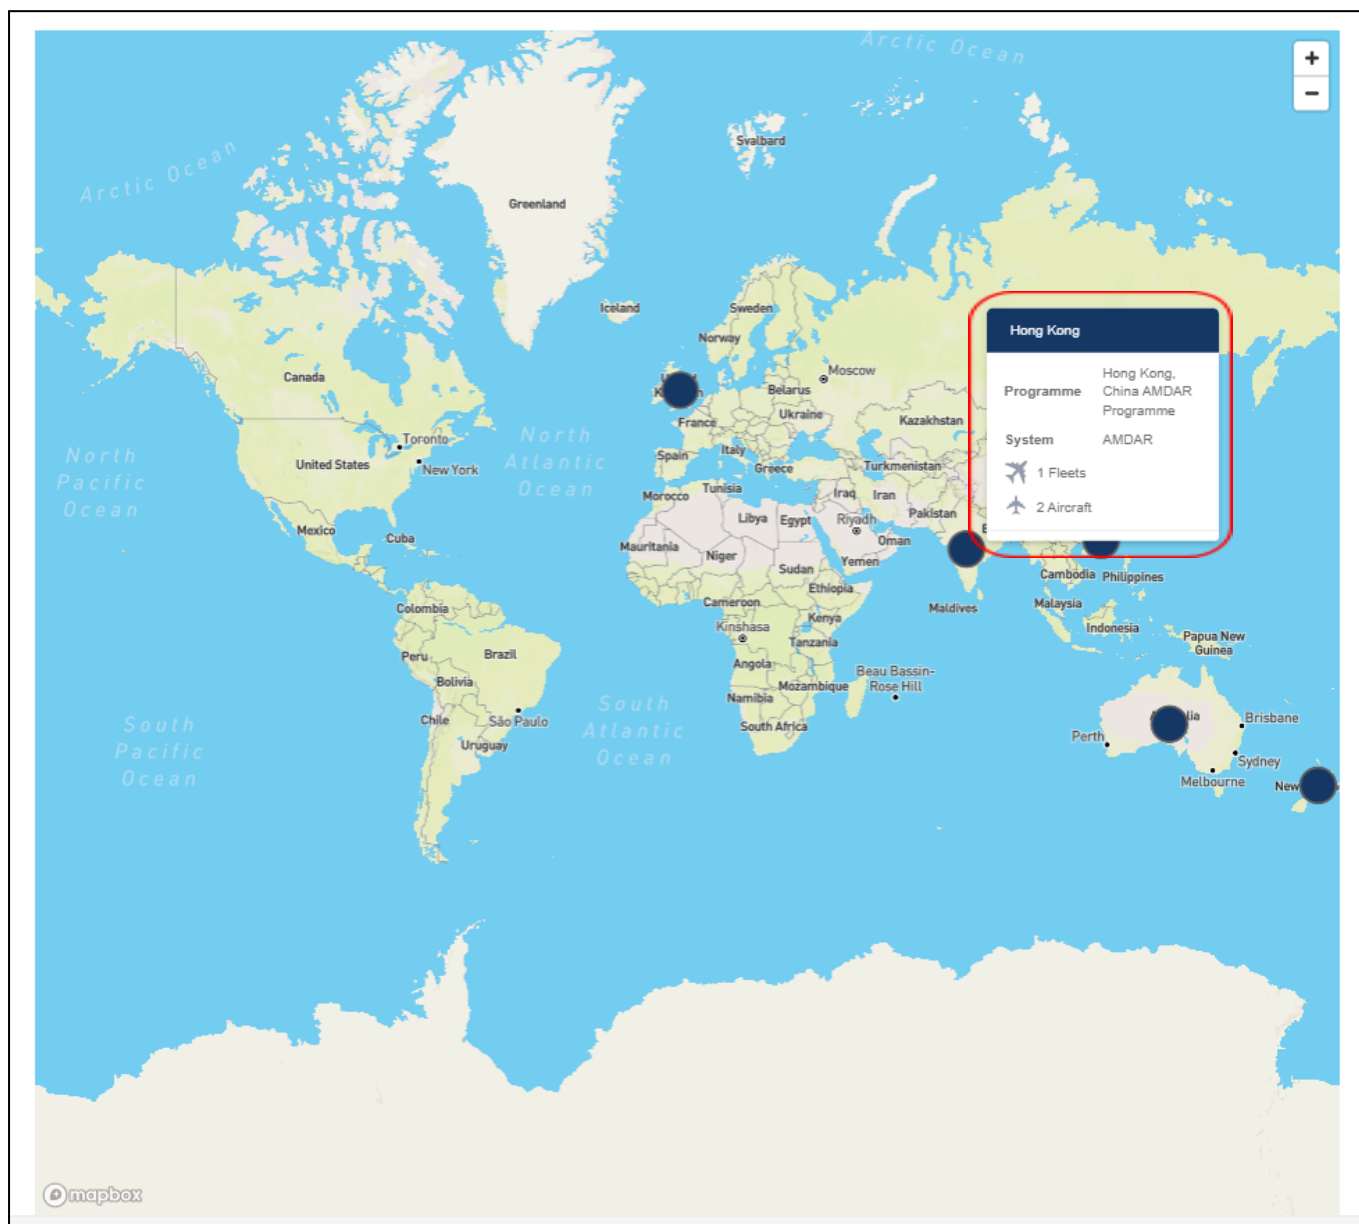 Arctic Ocean
+
−
Svalbard
Arctic Ocean
Greenland
Iceland
Sweden
Norway
Hong Kong
Programme
Hong Kong,
China AMDAR
Programme
System
AMDAR
1 Fleets
2 Aircraft
Moscow
Canada
Belarus
Ukraine
France
Kazakhstan
Toronto
North
Atlantic
Ocean
North
Pacific
Ocean
United States
New York
Spain
Italy
Greece
Turkmenistan
Morocco
Tunisia
Iraq
Iran
Pakistan
Libya
Egypt
Riyadh
Mexico
Cuba
Oman
Mauritania
Niger
Yemen
Sudan
Cambodia
Philippines
Ethiopia
Cameroon
Malaysia
Maldives
Colombia
Kenya
Kinshasa
Indonesia
Papua New
Guinea
Tanzania
Peru
Brazil
Angola
Beau Bassin-
Rose Hill
Bolivia
Mozambique
Namibia
South
Atlantic
Ocean
Chile
São Paulo
South Africa
Brisbane
South
Pacific
Ocean
Perth
Uruguay
Sydney
Melbourne
New
mapbox